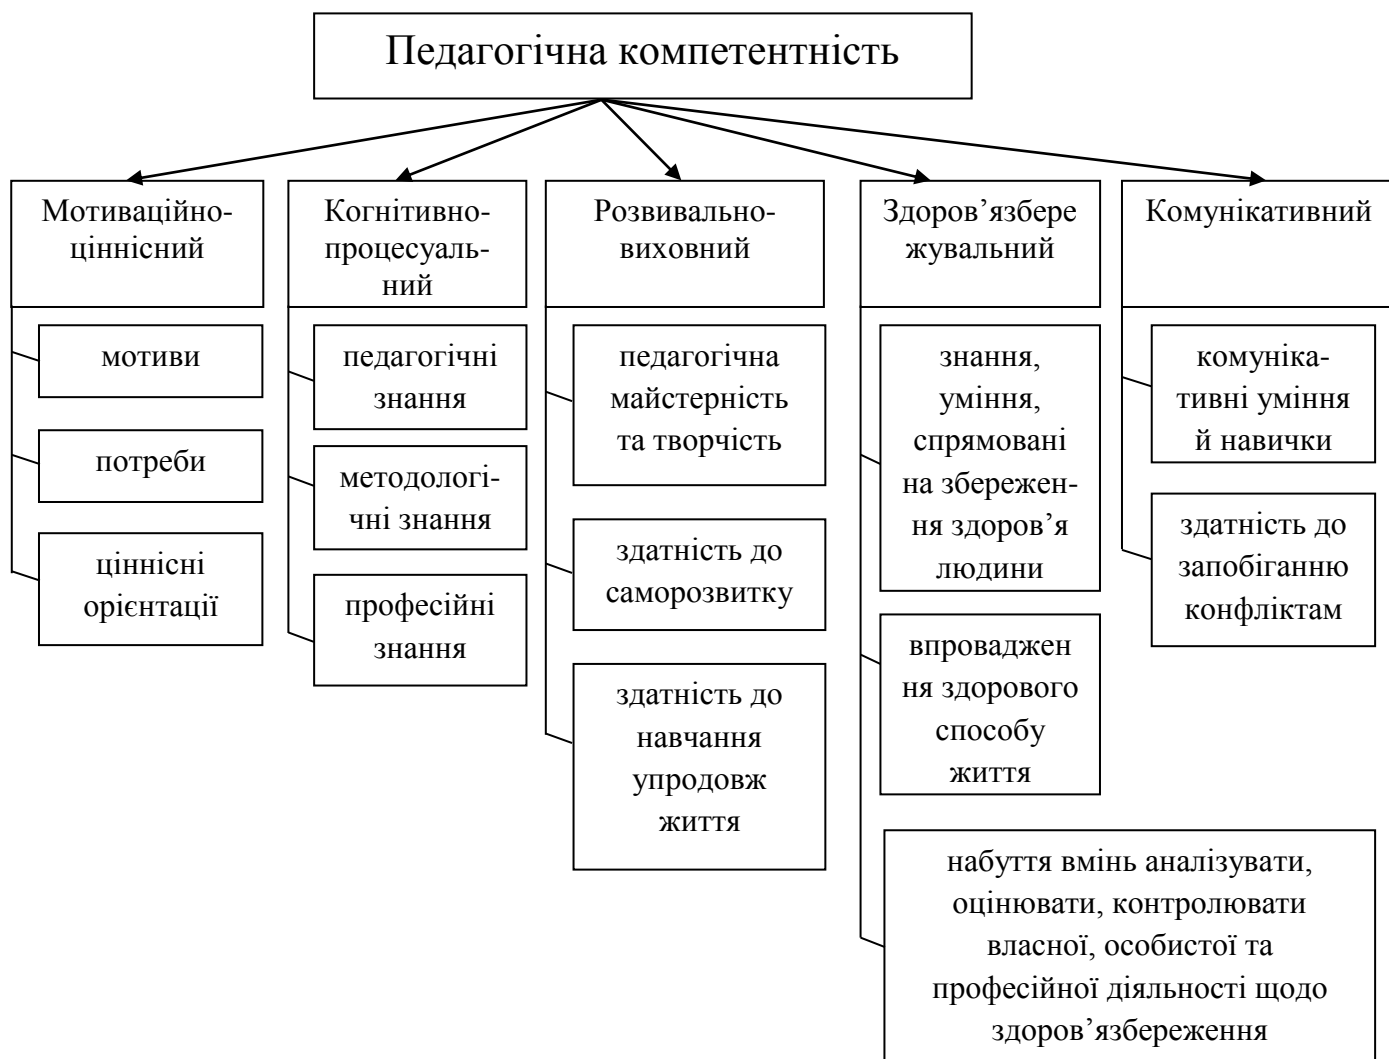 Педагогічна компетентність
Мотиваційно-
ціннісний
мотиви
потреби
ціннісні
орієнтації
Когнітивно-
процесуаль-
ний
педагогічні
знання
методологі-
чні знання
професійні
знання
Розвивально-
виховний
педагогічна
майстерність
та творчість
здатність до
саморозвитку
здатність до
навчання
упродовж
життя
Здоров’язбере
жувальний
знання,
уміння,
спрямовані
на збережен-
ня здоров’я
людини
впроваджен
ня здорового
способу
життя
набуття вмінь аналізувати,
оцінювати, контролювати
власної, особистої та
професійної діяльності щодо
здоров’язбереження
Комунікативний
комуніка-
тивні уміння
й навички
здатність до
запобіганню
конфліктам